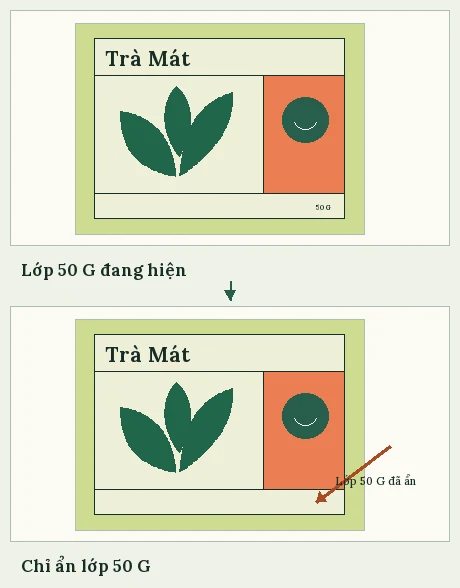 Trà Mát
50 G
Lớp 50 G đang hiện
Trà Mát
Lớp 50 G đã ẩn
Chỉ ẩn lớp 50 G